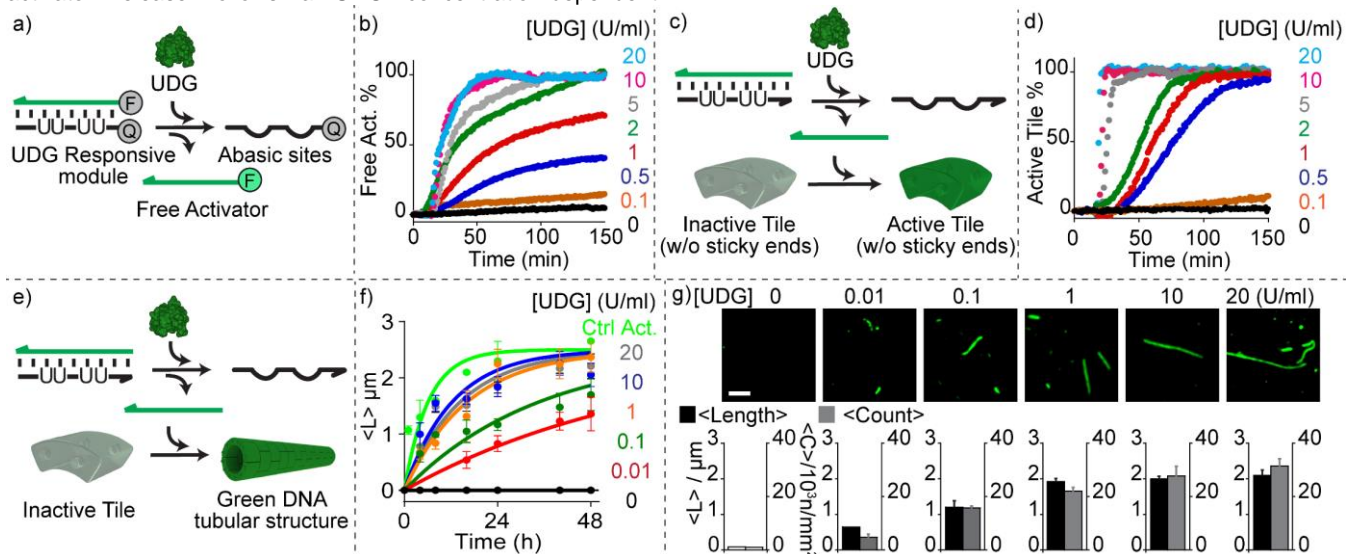 a)
UDG
F
Q
UU UU
UDG Responsive
module
Abasic sites
Q
F
Free Activator
b)
[UDG] (U/ml)
Free Act. %
100
50
0
0 50 100 150
Time (min)
20
10
5
2
1
0.5
0.1
0
c)
UDG
UU UU
Inactive Tile
(w/o sticky ends)
Active Tile
(w/o sticky ends)
d)
[UDG] (U/ml)
Active Tile %
100
50
0
0 50 100 150
Time (min)
20
10
5
2
1
0.5
0.1
0
e)
UDG
UU UU
Inactive Tile
Green DNA
tubular structure
f)
[UDG] (U/ml)
<L> µm
3
2
1
0
0 24 48
Time (h)
Ctrl Act.
20
10
1
0.1
0.01
0
g)
[UDG] 0 0.01 0.1 1 10 20 (U/ml)
<Length> <Count>
<L> / µm
3
2
1
0
40
20
0
<C>/10³n/mm²
3
2
1
0
40
20
0
3
2
1
0
40
20
0
3
2
1
0
40
20
0
3
2
1
0
40
20
0
3
2
1
0
40
20
0